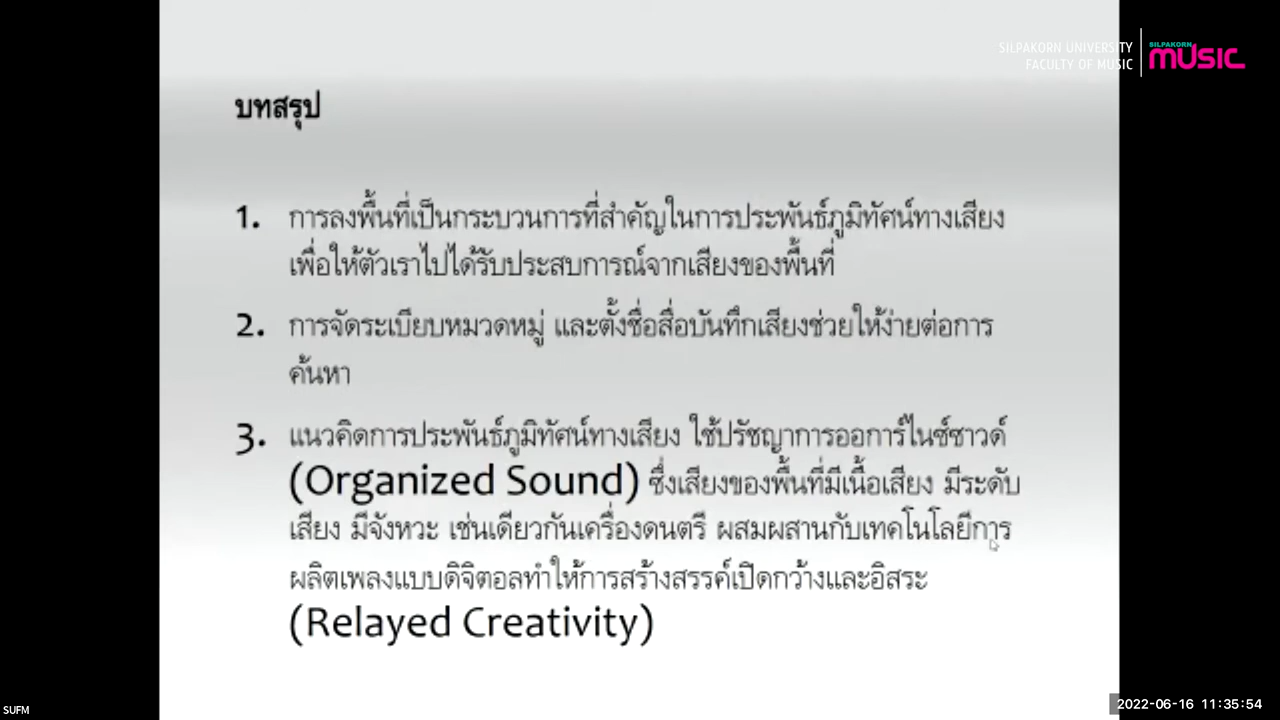 SILPAKORN UNIVERSITY
FACULTY OF MUSIC
SILPAKORN
MUSIC
บทสรุป
1. การลงพื้นที่เป็นกระบวนการที่สำคัญในการประพันธ์ภูมิทัศน์ทางเสียง
เพื่อให้ตัวเราไปได้รับประสบการณ์จากเสียงของพื้นที่
2. การจัดระเบียบหมวดหมู่ และตั้งชื่อสื่อบันทึกเสียงช่วยให้ง่ายต่อการ
ค้นหา
3. แนวคิดการประพันธ์ภูมิทัศน์ทางเสียง ใช้ปรัชญาการออการ์ไนซ์ซาวด์
(Organized Sound) ซึ่งเสียงของพื้นที่มีเนื้อเสียง มีระดับ
เสียง มีจังหวะ เช่นเดียวกันเครื่องดนตรี ผสมผสานกับเทคโนโลยีการ
ผลิตเพลงแบบดิจิตอลทำให้การสร้างสรรค์เปิดกว้างและอิสระ
(Relayed Creativity)
SUFM
2022-06-16 11:35:54